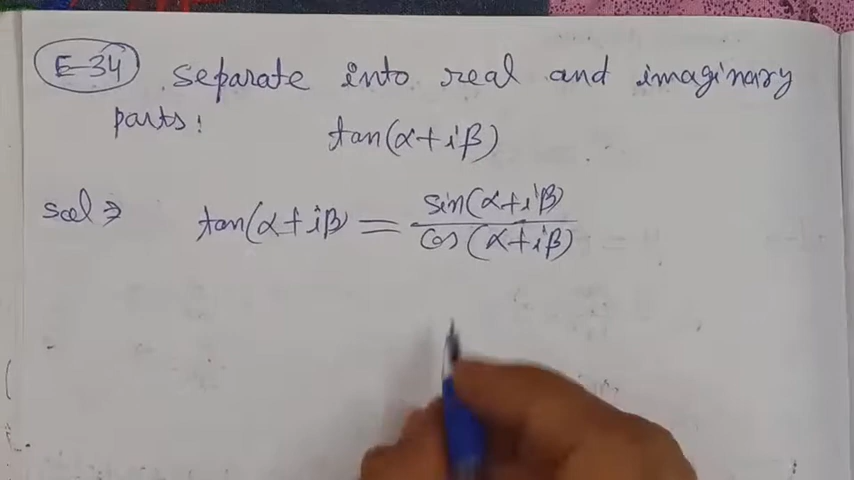 E-34 separate into real and imaginary
parts: tan(α+iβ)
sol⇒ tan(α+iβ) = sin(α+iβ)
cos(α+iβ)